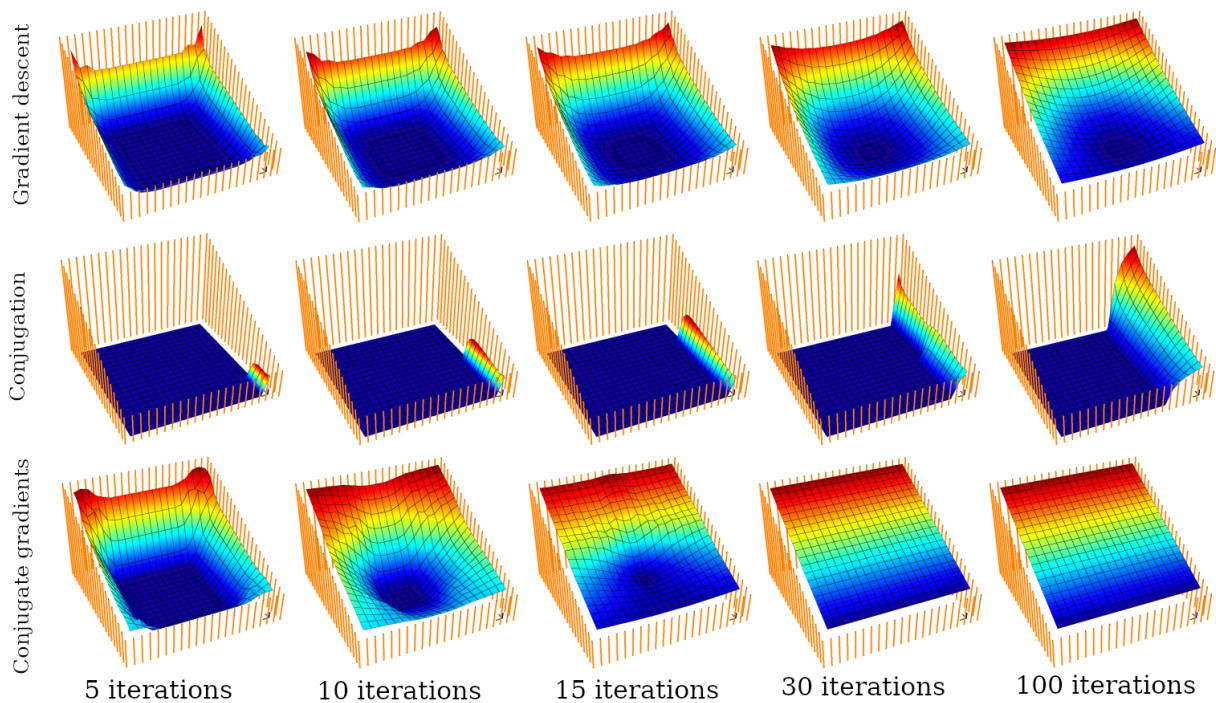 Gradient descent
Conjugation
Conjugate gradients
5 iterations
10 iterations
15 iterations
30 iterations
100 iterations